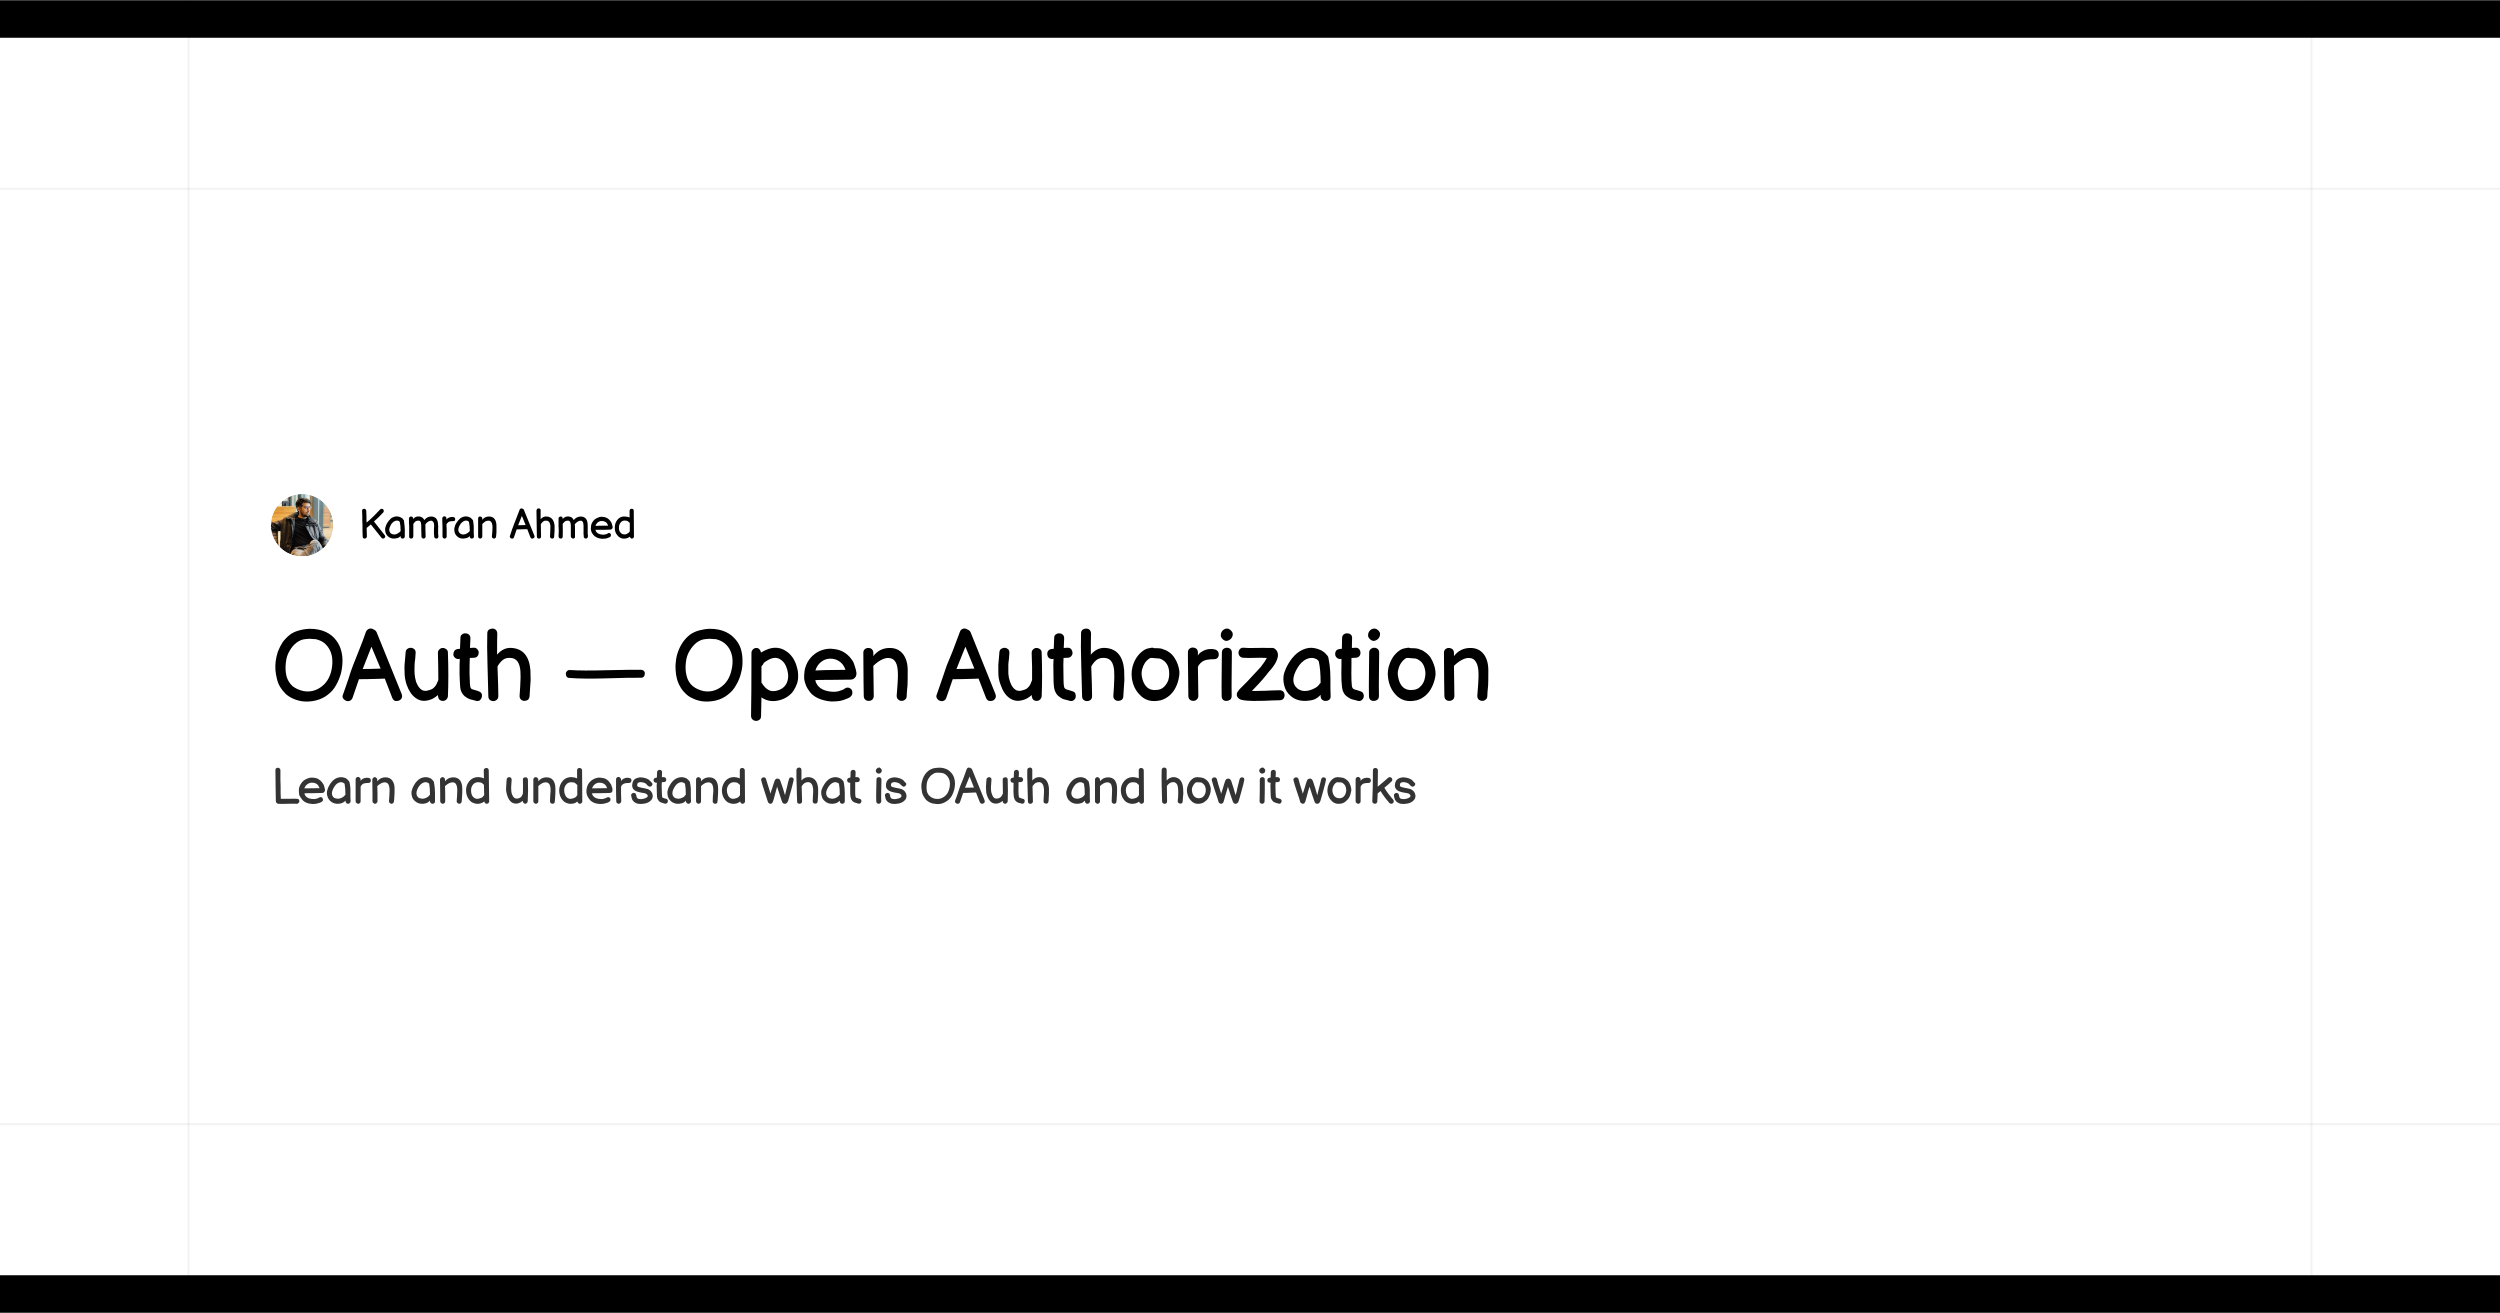 Kamran Ahmed
OAuth — Open Authorization
Learn and understand what is OAuth and how it works